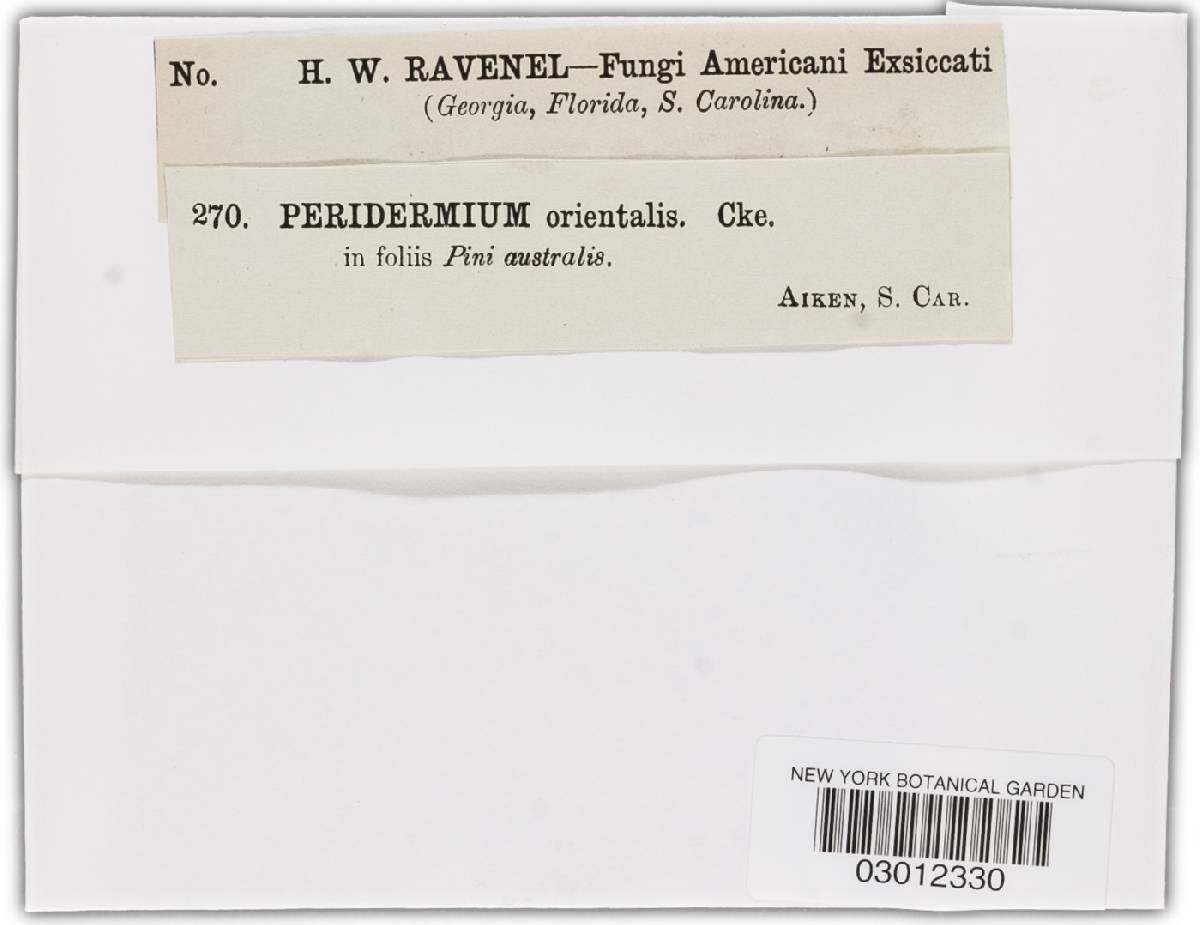 No. H. W. RAVENEL—Fungi Americani Exsiccati
(Georgia, Florida, S. Carolina.)
270. PERIDERMIUM orientalis. Cke.
in foliis Pini australis.
AIKEN, S. CAR.
NEW YORK BOTANICAL GARDEN
03012330